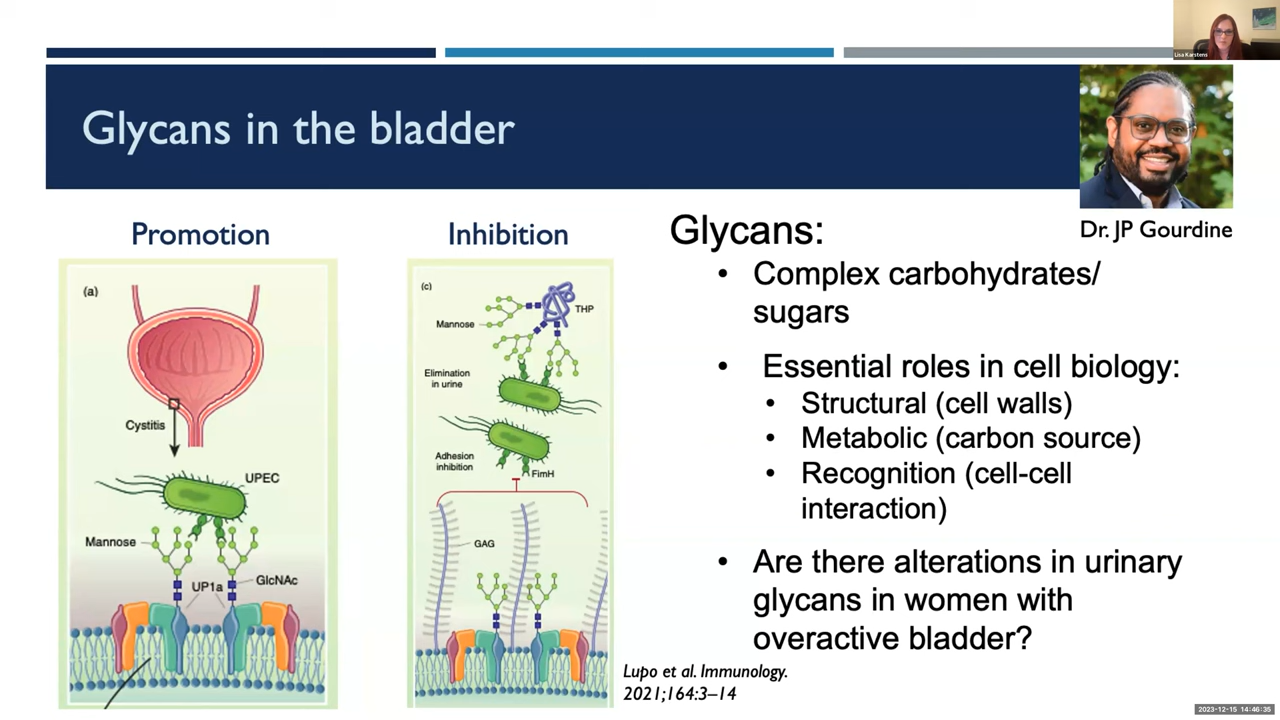 Lisa Karstens
Glycans in the bladder
Dr. JP Gourdine
Promotion
Inhibition
(a)
Cystitis
UPEC
Mannose
UP1a
GlcNAc
(c)
THP
Mannose
Elimination
in urine
Adhesion
inhibition
FimH
GAG
Glycans:
• Complex carbohydrates/
sugars
• Essential roles in cell biology:
• Structural (cell walls)
• Metabolic (carbon source)
• Recognition (cell-cell
interaction)
• Are there alterations in urinary
glycans in women with
overactive bladder?
Lupo et al. Immunology.
2021;164:3–14
2023-12-15 14:46:35